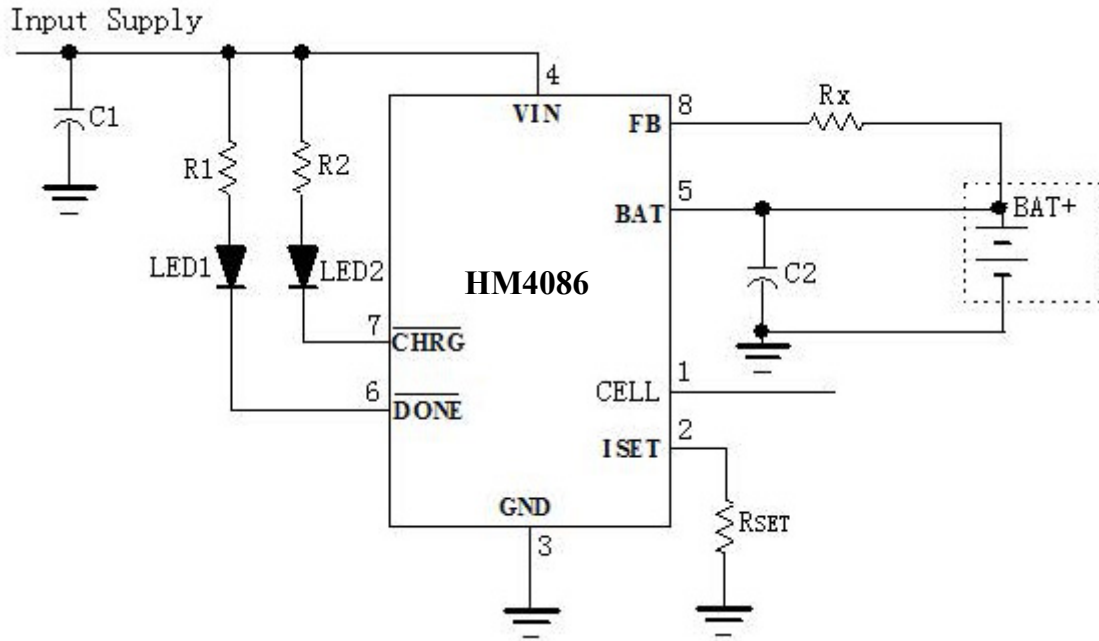 Input Supply
4
VIN
C1
R1
R2
LED1
LED2
HM4086
FB
8
Rx
BAT
5
BAT+
C2
7
CHRG
6
DONE
CELL
1
ISET
2
RSET
GND
3